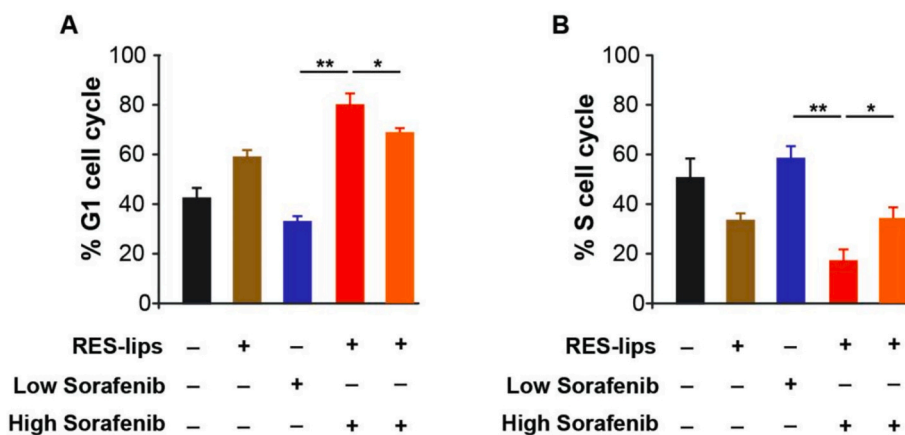 A
% G1 cell cycle
100
80
60
40
20
0
** *
RES-lips – + – + +
Low Sorafenib – – + – –
High Sorafenib – – – + +
B
% S cell cycle
100
80
60
40
20
0
** *
RES-lips – + – + +
Low Sorafenib – – + – –
High Sorafenib – – – + +